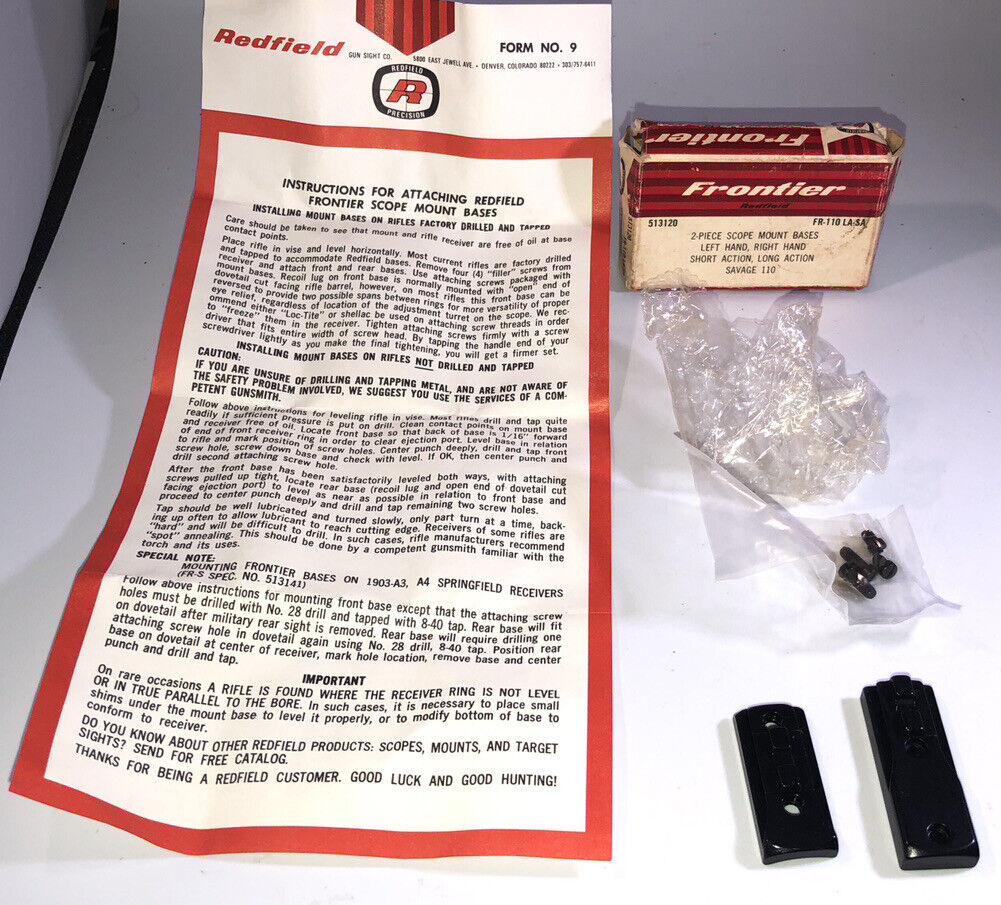 Redfield
GUN SIGHT CO.
5800 EAST JEWELL AVE. • DENVER, COLORADO 80222 • 303/757-6411
FORM NO. 9
REDFIELD
R
PRECISION
INSTRUCTIONS FOR ATTACHING REDFIELD
FRONTIER SCOPE MOUNT BASES
INSTALLING MOUNT BASES ON RIFLES FACTORY DRILLED AND TAPPED
Care should be taken to see that mount and rifle receiver are free of oil at base
contact points.
Place rifle in vise and level horizontally. Most current rifles are factory drilled
and tapped to accommodate Redfield bases. Remove four (4) "filler" screws from
receiver and attach front and rear bases. Use attaching screws packaged with
mount bases. Recoil lug on front base is normally mounted with "open" end of
dovetail cut facing rifle barrel, however, on most rifles this front base can be
reversed to provide two possible spans between rings for more versatility of proper
eye relief, regardless of location of the adjustment turret on the scope. We rec-
ommend either "Loc-Tite" or shellac be used on attaching screw threads in order
to "freeze" them in the receiver. Tighten attaching screws firmly with a screw
driver that fits entire width of screw head. By tapping the handle end of your
screwdriver lightly as you make the final tightening, you will get a firmer set.
INSTALLING MOUNT BASES ON RIFLES NOT DRILLED AND TAPPED
CAUTION:
IF YOU ARE UNSURE OF DRILLING AND TAPPING METAL, AND ARE NOT AWARE OF
THE SAFETY PROBLEM INVOLVED, WE SUGGEST YOU USE THE SERVICES OF A COM-
PETENT GUNSMITH.
Follow above instructions for leveling rifle in vise. Most rifles drill and tap quite
readily if sufficient pressure is put on drill. Clean contact points on mount base
and receiver free of oil. Locate front base so that back of base is 1/16" forward
of end of front receiver ring in order to clear ejection port. Level base in relation
to rifle and mark position of screw holes. Center punch deeply, drill and tap front
screw hole, screw down base and check with level. If OK, then center punch and
drill second attaching screw hole.
After the front base has been satisfactorily leveled both ways, with attaching
screws pulled up tight, locate rear base (recoil lug and open end of dovetail cut
facing ejection port) to level as near as possible in relation to front base and
proceed to center punch deeply and drill and tap remaining two screw holes.
Tap should be well lubricated and turned slowly, only part turn at a time, back-
ing up often to allow lubricant to reach cutting edge. Receivers of some rifles are
"hard" and will be difficult to drill. In such cases, rifle manufacturers recommend
"spot" annealing. This should be done by a competent gunsmith familiar with the
torch and its uses.
SPECIAL NOTE:
MOUNTING FRONTIER BASES ON 1903-A3, A4 SPRINGFIELD RECEIVERS
(FR-S SPEC. NO. 513141)
Follow above instructions for mounting front base except that the attaching screw
holes must be drilled with No. 28 drill and tapped with 8-40 tap. Rear base will fit
on dovetail after military rear sight is removed. Rear base will require drilling one
attaching screw hole in dovetail again using No. 28 drill, 8-40 tap. Position rear
base on dovetail at center of receiver, mark hole location, remove base and center
punch and drill and tap.
IMPORTANT
On rare occasions A RIFLE IS FOUND WHERE THE RECEIVER RING IS NOT LEVEL
OR IN TRUE PARALLEL TO THE BORE. In such cases, it is necessary to place small
shims under the mount base to level it properly, or to modify bottom of base to
conform to receiver.
DO YOU KNOW ABOUT OTHER REDFIELD PRODUCTS: SCOPES, MOUNTS, AND TARGET
SIGHTS? SEND FOR FREE CATALOG.
THANKS FOR BEING A REDFIELD CUSTOMER. GOOD LUCK AND GOOD HUNTING!
Frontier
Frontier
Redfield
513120
FR-110 LA-SA
2-PIECE SCOPE MOUNT BASES
LEFT HAND, RIGHT HAND
SHORT ACTION, LONG ACTION
SAVAGE 110